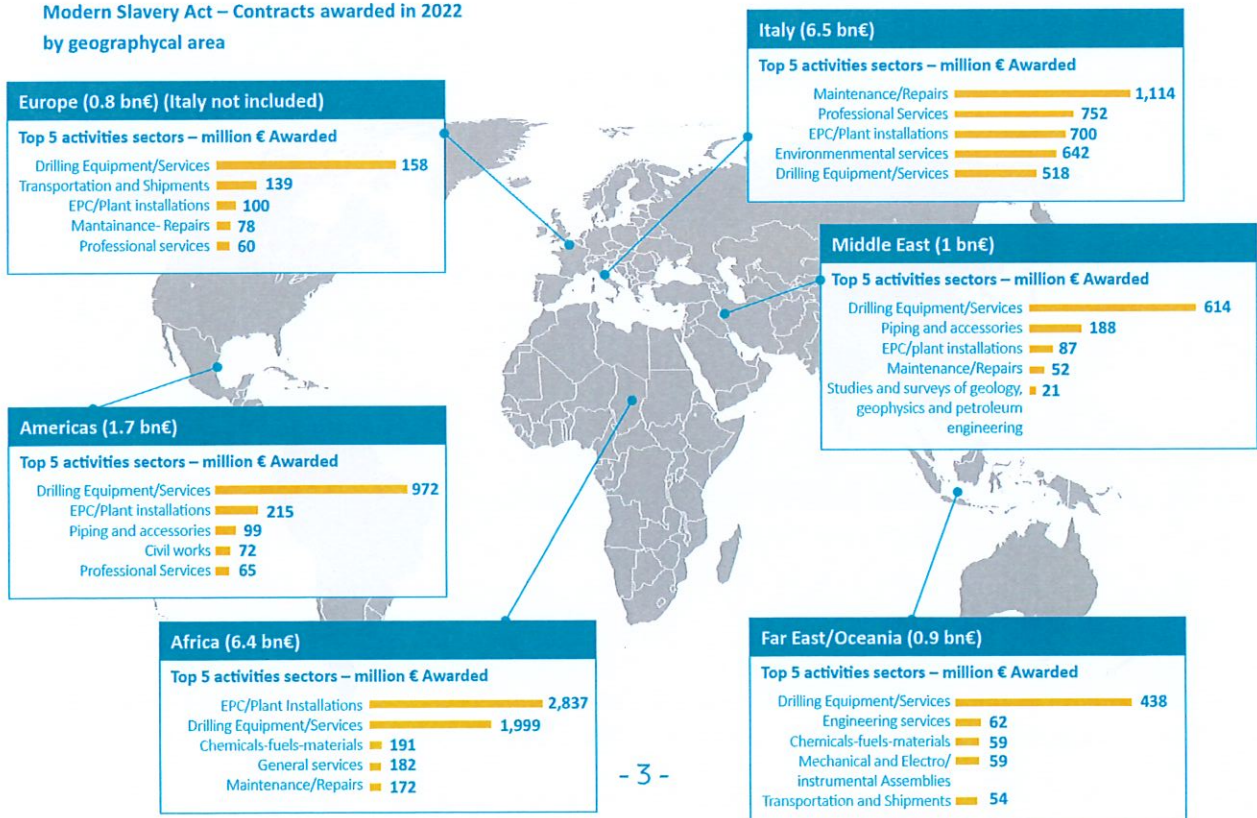 Modern Slavery Act – Contracts awarded in 2022
by geographycal area
Italy (6.5 bn€)
Top 5 activities sectors – million € Awarded
Maintenance/Repairs 1,114
Professional Services 752
EPC/Plant installations 700
Environmenmental services 642
Drilling Equipment/Services 518
Europe (0.8 bn€) (Italy not included)
Top 5 activities sectors – million € Awarded
Drilling Equipment/Services 158
Transportation and Shipments 139
EPC/Plant installations 100
Mantainance- Repairs 78
Professional services 60
Middle East (1 bn€)
Top 5 activities sectors – million € Awarded
Drilling Equipment/Services 614
Piping and accessories 188
EPC/plant installations 87
Maintenance/Repairs 52
Studies and surveys of geology, 21
geophysics and petroleum
engineering
Americas (1.7 bn€)
Top 5 activities sectors – million € Awarded
Drilling Equipment/Services 972
EPC/Plant installations 215
Piping and accessories 99
Civil works 72
Professional Services 65
Africa (6.4 bn€)
Top 5 activities sectors – million € Awarded
EPC/Plant Installations 2,837
Drilling Equipment/Services 1,999
Chemicals-fuels-materials 191
General services 182
Maintenance/Repairs 172
Far East/Oceania (0.9 bn€)
Top 5 activities sectors – million € Awarded
Drilling Equipment/Services 438
Engineering services 62
Chemicals-fuels-materials 59
Mechanical and Electro/ 59
instrumental Assemblies
Transportation and Shipments 54
- 3 -